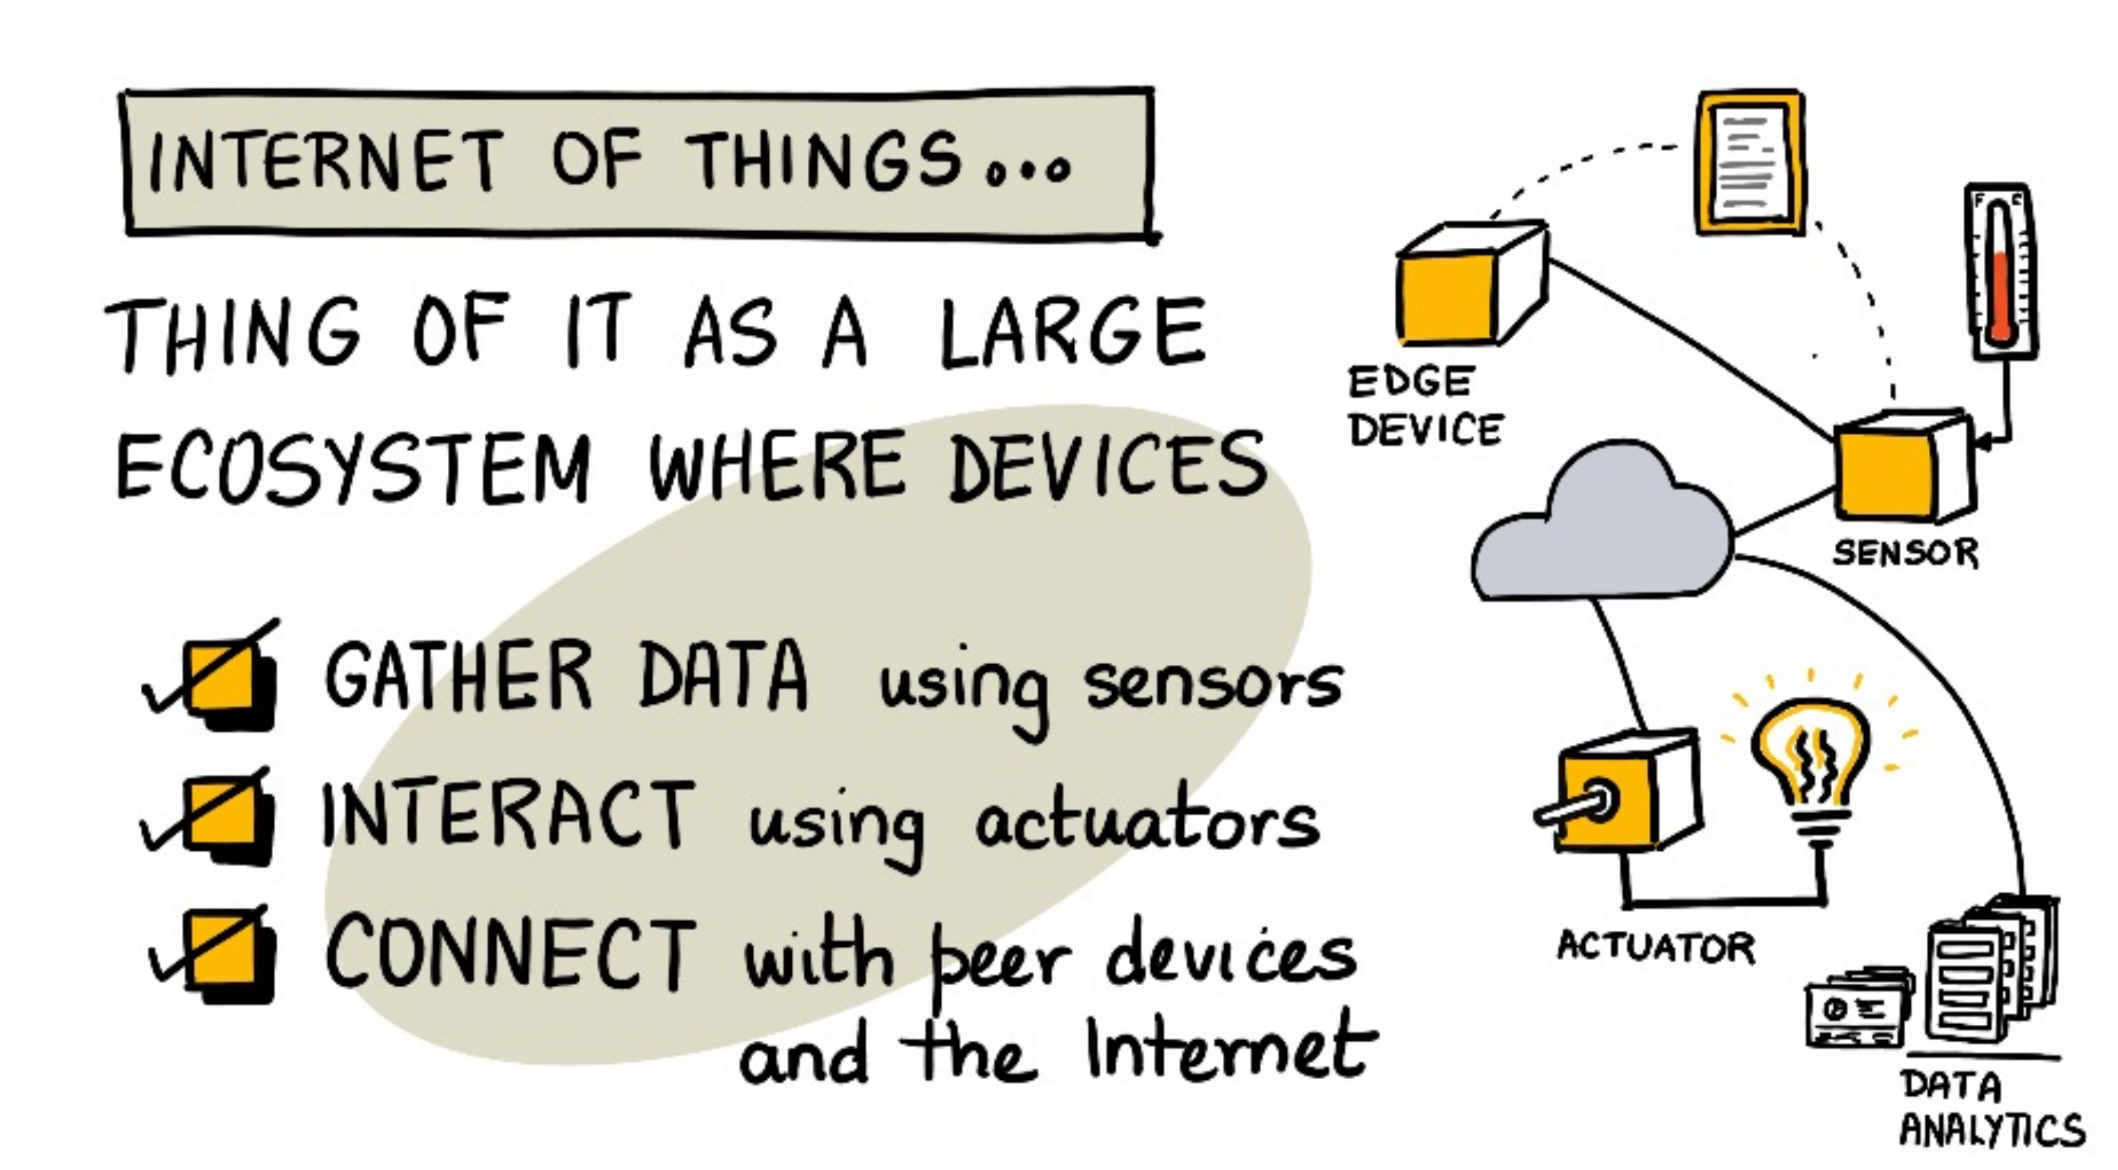 INTERNET OF THINGS...
THING OF IT AS A LARGE
ECOSYSTEM WHERE DEVICES
GATHER DATA using sensors
INTERACT using actuators
CONNECT with peer devices
and the Internet
EDGE
DEVICE
F C
SENSOR
ACTUATOR
DATA
ANALYTICS